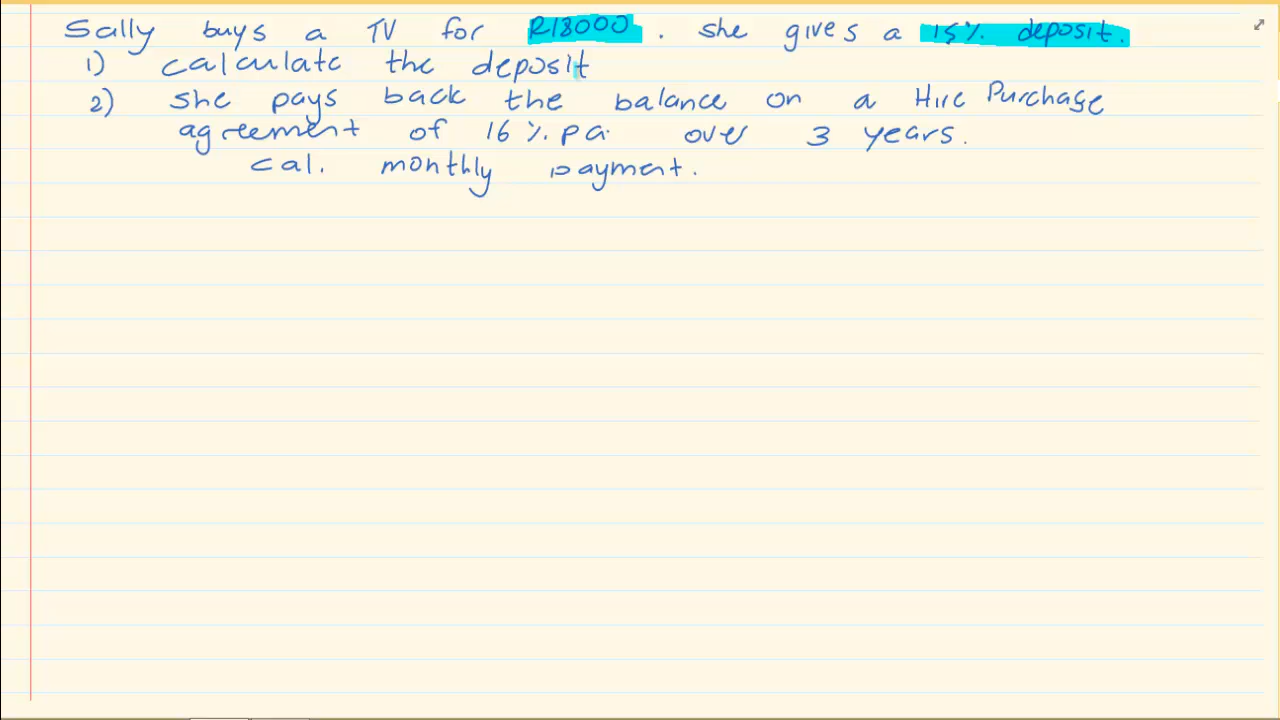 Sally buys a TV for R18000. she gives a 15% deposit.
1) calculate the deposit
2) she pays back the balance on a Hire Purchase
agreement of 16% pa. over 3 years.
cal. monthly payment.